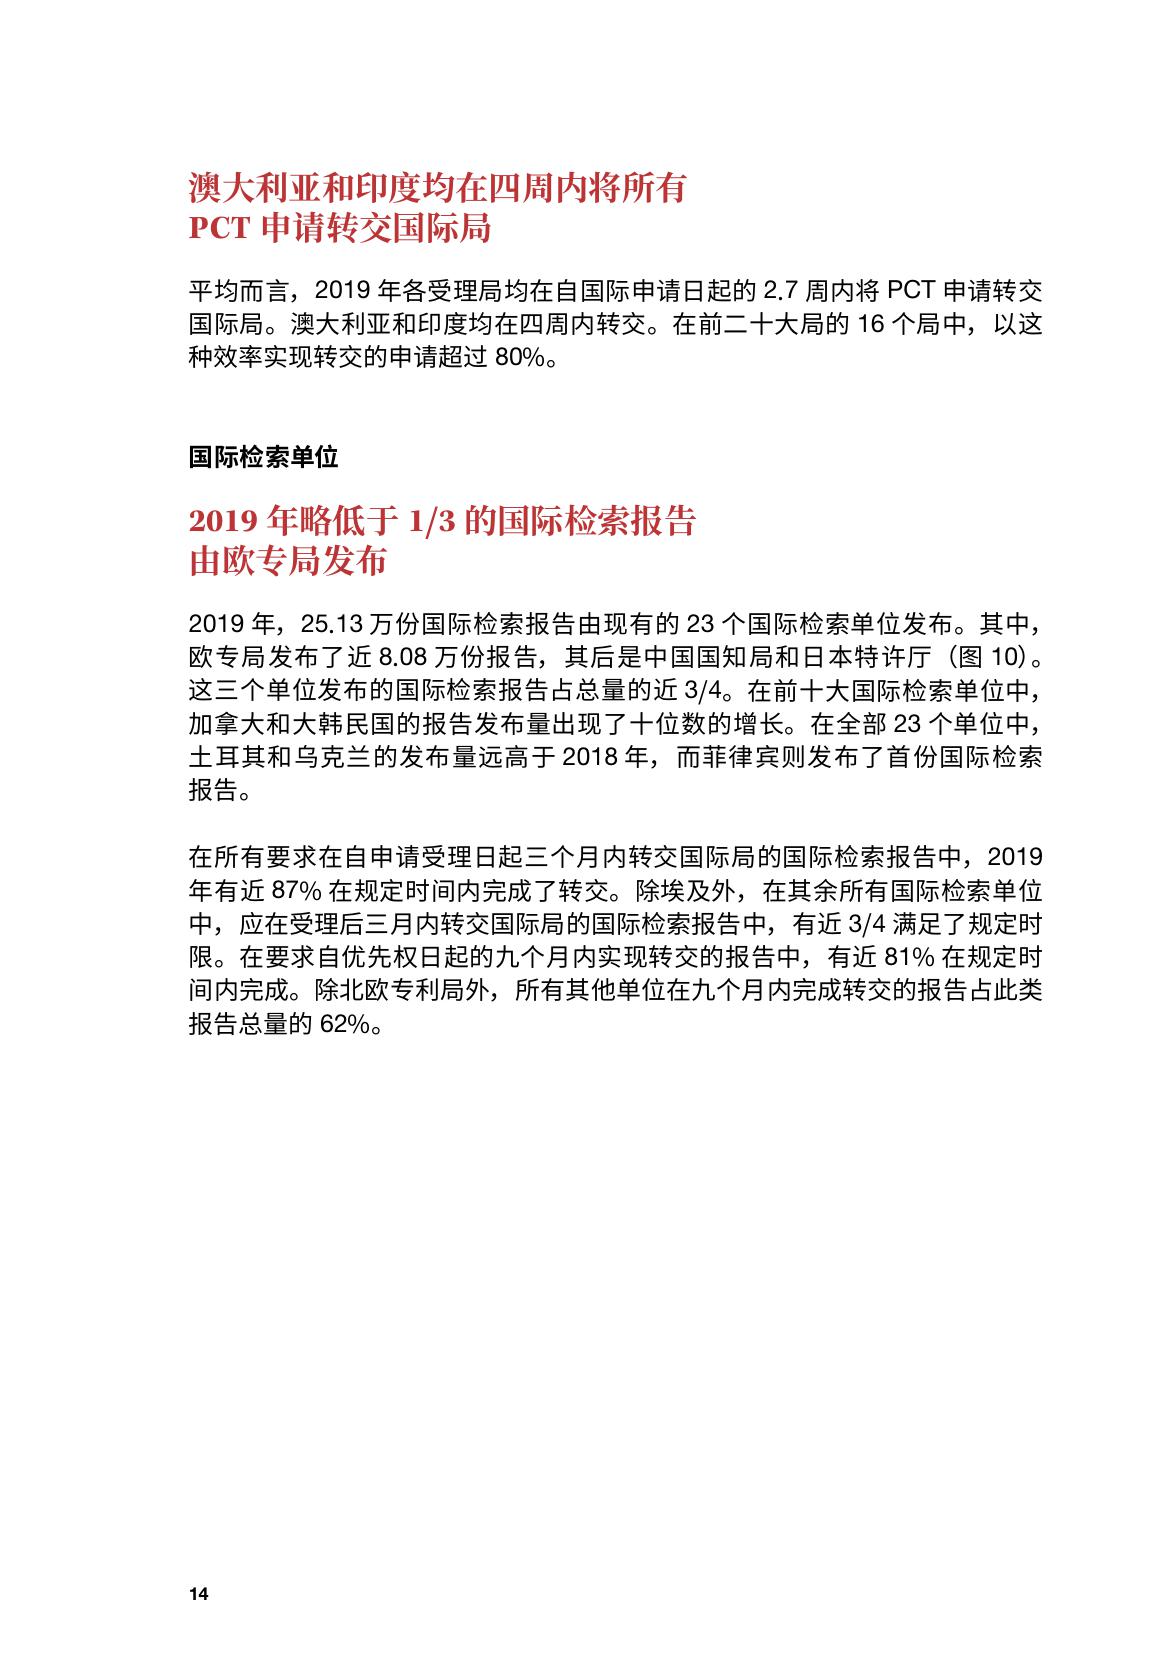 澳大利亚和印度均在四周内将所有
PCT 申请转交国际局
平均而言，2019 年各受理局均在自国际申请日起的 2.7 周内将 PCT 申请转交
国际局。澳大利亚和印度均在四周内转交。在前二十大局的 16 个局中，以这
种效率实现转交的申请超过 80%。
国际检索单位
2019 年略低于 1/3 的国际检索报告
由欧专局发布
2019 年，25.13 万份国际检索报告由现有的 23 个国际检索单位发布。其中，
欧专局发布了近 8.08 万份报告，其后是中国国知局和日本特许厅（图 10）。
这三个单位发布的国际检索报告占总量的近 3/4。在前十大国际检索单位中，
加拿大和大韩民国的报告发布量出现了十位数的增长。在全部 23 个单位中，
土耳其和乌克兰的发布量远高于 2018 年，而菲律宾则发布了首份国际检索
报告。
在所有要求在自申请受理日起三个月内转交国际局的国际检索报告中，2019
年有近 87% 在规定时间内完成了转交。除埃及外，在其余所有国际检索单位
中，应在受理后三月内转交国际局的国际检索报告中，有近 3/4 满足了规定时
限。在要求自优先权日起的九个月内实现转交的报告中，有近 81% 在规定时
间内完成。除北欧专利局外，所有其他单位在九个月内完成转交的报告占此类
报告总量的 62%。
14